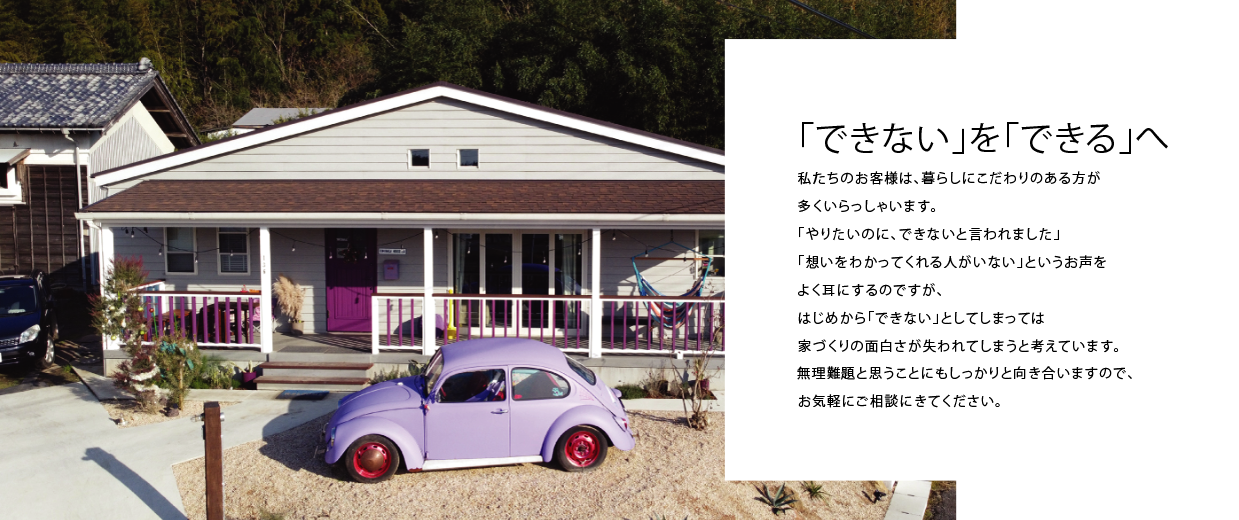 「できない」を「できる」へ
私たちのお客様は、暮らしにこだわりのある方が
多くいらっしゃいます。
「やりたいのに、できないと言われました」
「想いをわかってくれる人がいない」というお声を
よく耳にするのですが、
はじめから「できない」としてしまっては
家づくりの面白さが失われてしまうと考えています。
無理難題と思うことにもしっかりと向き合いますので、
お気軽にご相談にきてください。